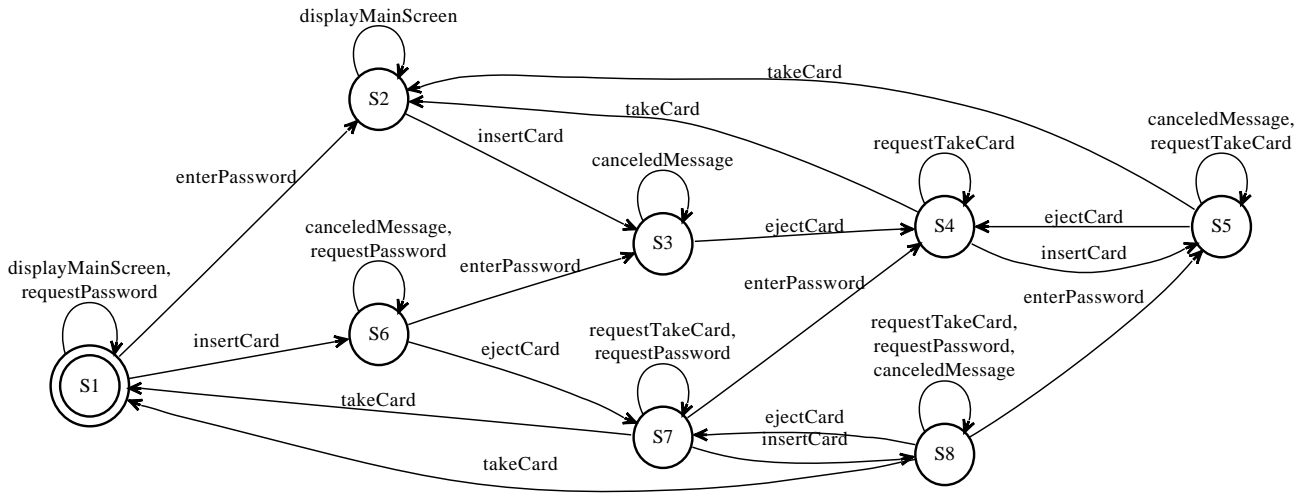 displayMainScreen
S2
takeCard
takeCard
insertCard
enterPassword
canceledMessage
S3
requestTakeCard
S4
canceledMessage,
requestTakeCard
S5
ejectCard
ejectCard
insertCard
canceledMessage,
requestPassword
S6
enterPassword
enterPassword
enterPassword
displayMainScreen,
requestPassword
S1
insertCard
ejectCard
requestTakeCard,
requestPassword
S7
takeCard
requestTakeCard,
requestPassword,
canceledMessage
S8
ejectCard
insertCard
takeCard